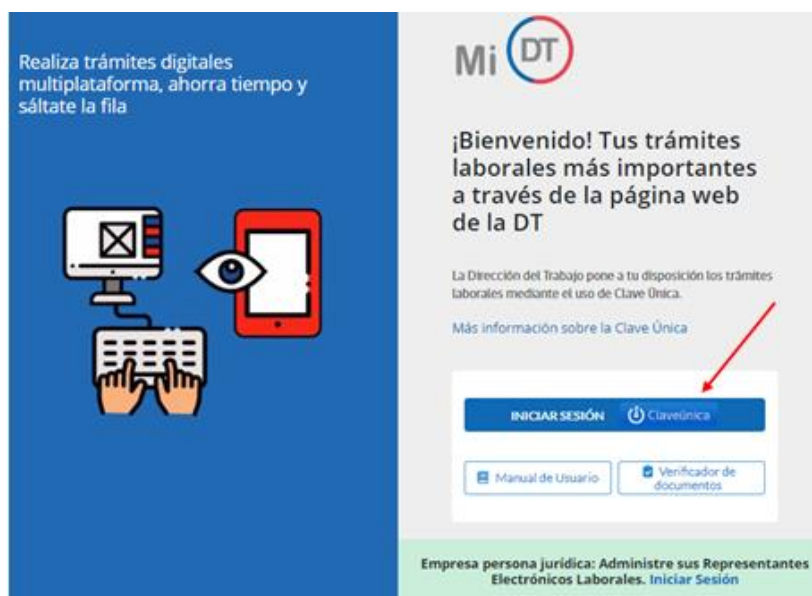 Realiza trámites digitales
multiplataforma, ahorra tiempo y
sáltate la fila
Mi DT
¡Bienvenido! Tus trámites
laborales más importantes
a través de la página web
de la DT
La Dirección del Trabajo pone a tu disposición los trámites
laborales mediante el uso de Clave Única.
Más información sobre la Clave Única
INICIAR SESIÓN ClaveÚnica
Manual de Usuario
Verificador de
documentos
Empresa persona jurídica: Administre sus Representantes
Electrónicos Laborales. Iniciar Sesión